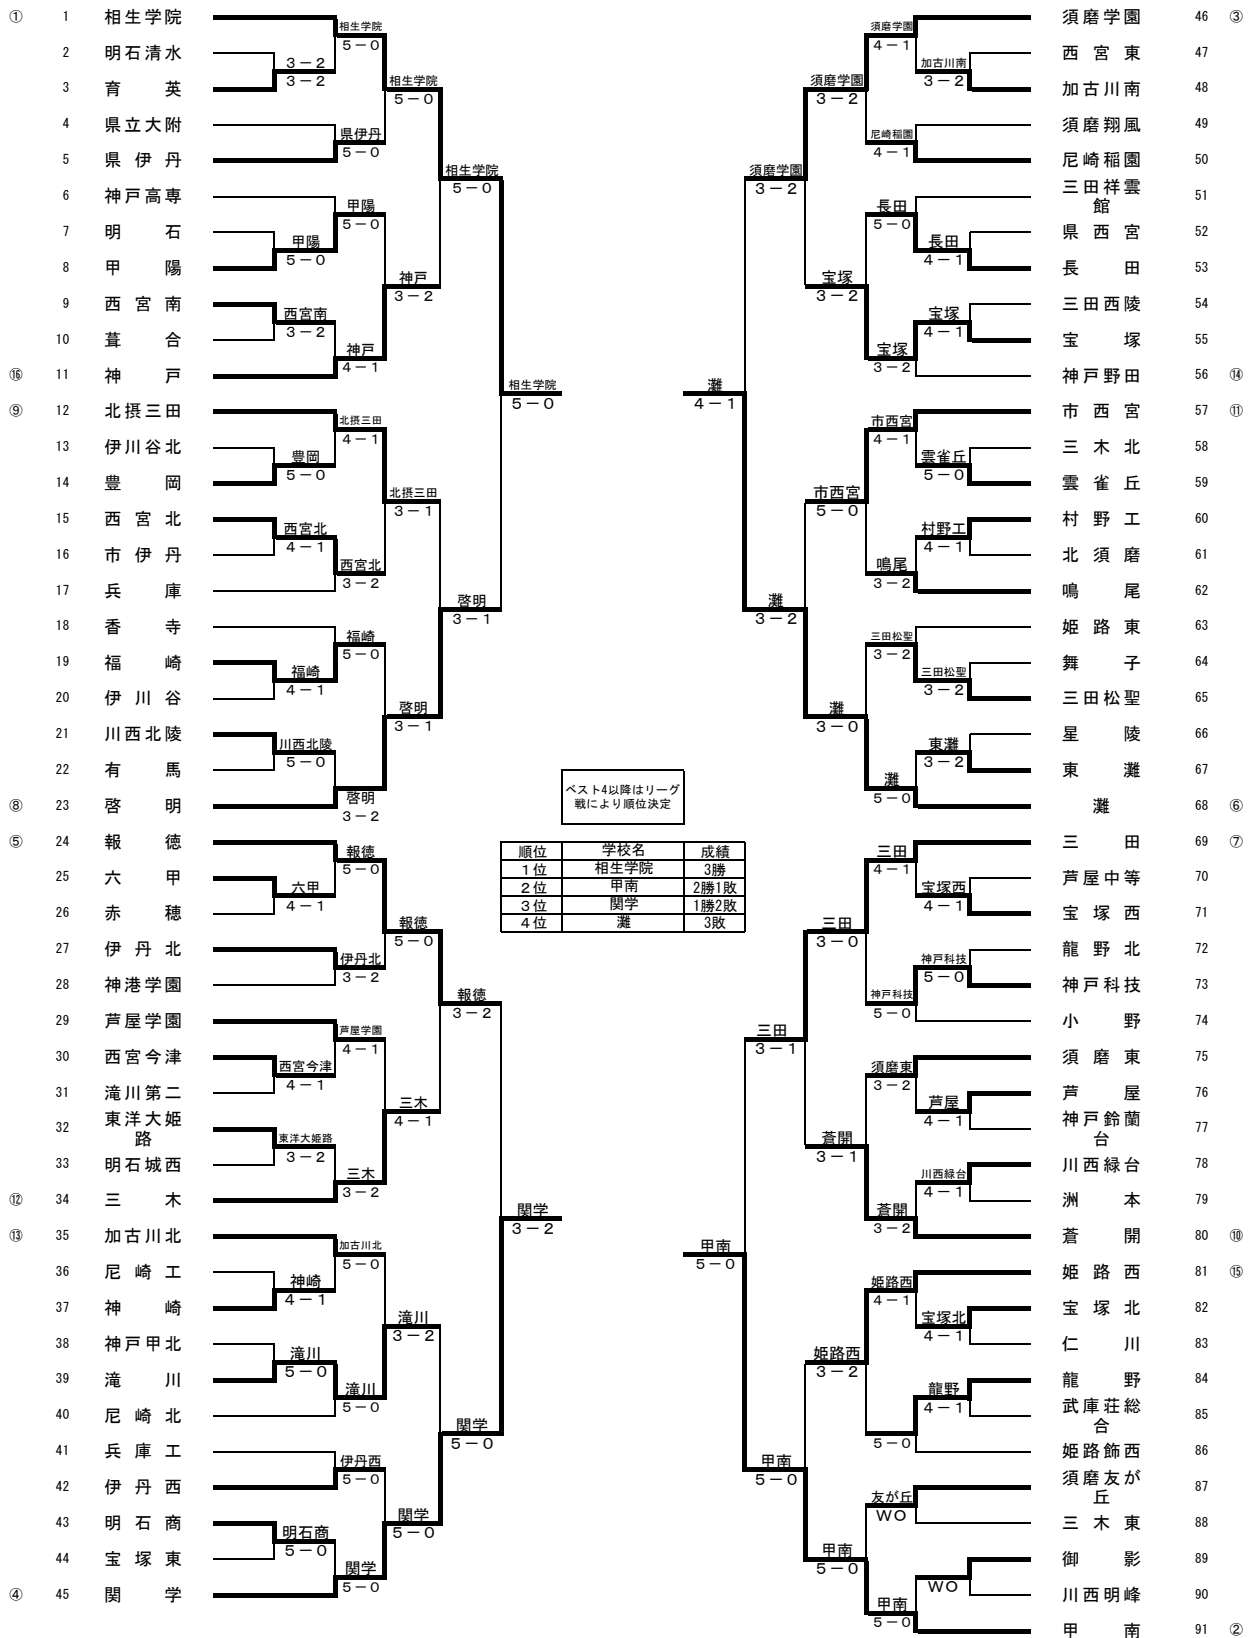 ① 1 相生学院
2 明石清水
3 育英
4 県立大附
5 県伊丹
6 神戸高専
7 明石
8 甲陽
9 西宮南
10 葺合
⑯ 11 神戸
⑨ 12 北摂三田
13 伊川谷北
14 豊岡
15 西宮北
16 市伊丹
17 兵庫
18 香寺
19 福崎
20 伊川谷
21 川西北陵
22 有馬
⑧ 23 啓明
⑤ 24 報徳
25 六甲
26 赤穂
27 伊丹北
28 神港学園
29 芦屋学園
30 西宮今津
31 滝川第二
32 東洋大姫
路
33 明石城西
⑫ 34 三木
⑬ 35 加古川北
36 尼崎工
37 神崎
38 神戸甲北
39 滝川
40 尼崎北
41 兵庫工
42 伊丹西
43 明石商
44 宝塚東
④ 45 関学
3-2
3-2
甲陽
5-0
西宮南
3-2
豊岡
5-0
西宮北
4-1
福崎
4-1
川西北陵
5-0
六甲
4-1
西宮今津
4-1
東洋大姫路
3-2
神崎
4-1
滝川
5-0
明石商
5-0
相生学院
5-0
県伊丹
5-0
甲陽
5-0
神戸
4-1
北摂三田
4-1
西宮北
3-2
福崎
5-0
啓明
3-2
報徳
5-0
伊丹北
3-2
芦屋学園
4-1
三木
3-2
加古川北
5-0
滝川
5-0
伊丹西
5-0
関学
5-0
相生学院
5-0
神戸
3-2
北摂三田
3-1
啓明
3-1
報徳
5-0
三木
4-1
滝川
3-2
関学
5-0
相生学院
5-0
啓明
3-1
報徳
3-2
関学
5-0
相生学院
5-0
関学
3-2
ベスト4以降はリーグ
戦により順位決定
順位 学校名 成績
1位 相生学院 3勝
2位 甲南 2勝1敗
3位 関学 1勝2敗
4位 灘 3敗
灘
4-1
甲南
5-0
須磨学園
3-2
灘
3-2
三田
3-1
甲南
5-0
須磨学園
3-2
宝塚
3-2
市西宮
5-0
灘
3-0
三田
3-0
蒼開
3-1
姫路西
3-2
甲南
5-0
須磨学園
4-1
尼崎稲園
4-1
長田
5-0
宝塚
3-2
市西宮
4-1
鳴尾
3-2
三田松聖
3-2
灘
5-0
三田
4-1
神戸科技
5-0
須磨東
3-2
蒼開
3-2
姫路西
4-1
5-0
友が丘
WO
甲南
5-0
加古川南
3-2
長田
4-1
宝塚
4-1
雲雀丘
5-0
村野工
4-1
三田松聖
3-2
東灘
3-2
宝塚西
4-1
神戸科技
5-0
芦屋
4-1
川西緑台
4-1
宝塚北
4-1
龍野
4-1
WO
須磨学園 46 ③
西宮東 47
加古川南 48
須磨翔風 49
尼崎稲園 50
三田祥雲
館 51
県西宮 52
長田 53
三田西陵 54
宝塚 55
神戸野田 56 ⑭
市西宮 57 ⑪
三木北 58
雲雀丘 59
村野工 60
北須磨 61
鳴尾 62
姫路東 63
舞子 64
三田松聖 65
星陵 66
東灘 67
灘 68 ⑥
三田 69 ⑦
芦屋中等 70
宝塚西 71
龍野北 72
神戸科技 73
小野 74
須磨東 75
芦屋 76
神戸鈴蘭
台 77
川西緑台 78
洲本 79
蒼開 80 ⑩
姫路西 81 ⑮
宝塚北 82
仁川 83
龍野 84
武庫荘総
合 85
姫路飾西 86
須磨友が
丘 87
三木東 88
御影 89
川西明峰 90
甲南 91 ②